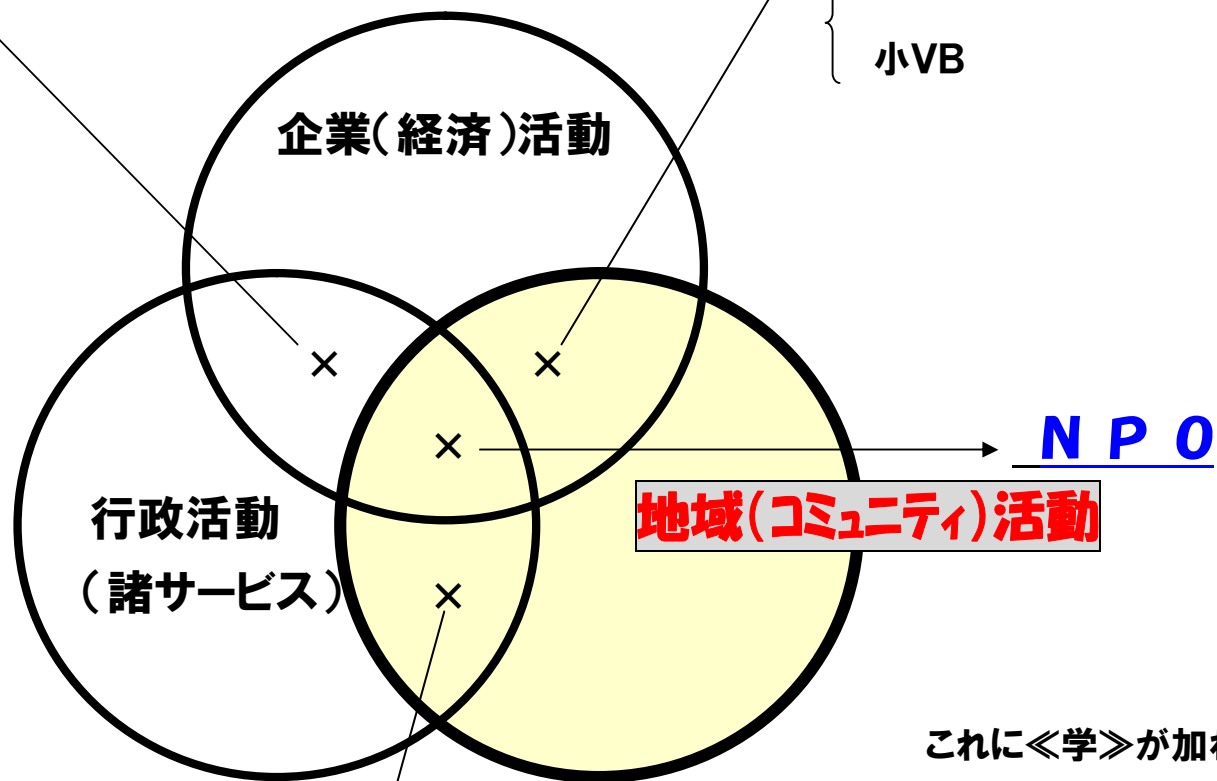 小VB
企業(経済)活動
×
×
×
NPO
行政活動
地域(コミュニティ)活動
(諸サービス)
×
これに≪学≫が加